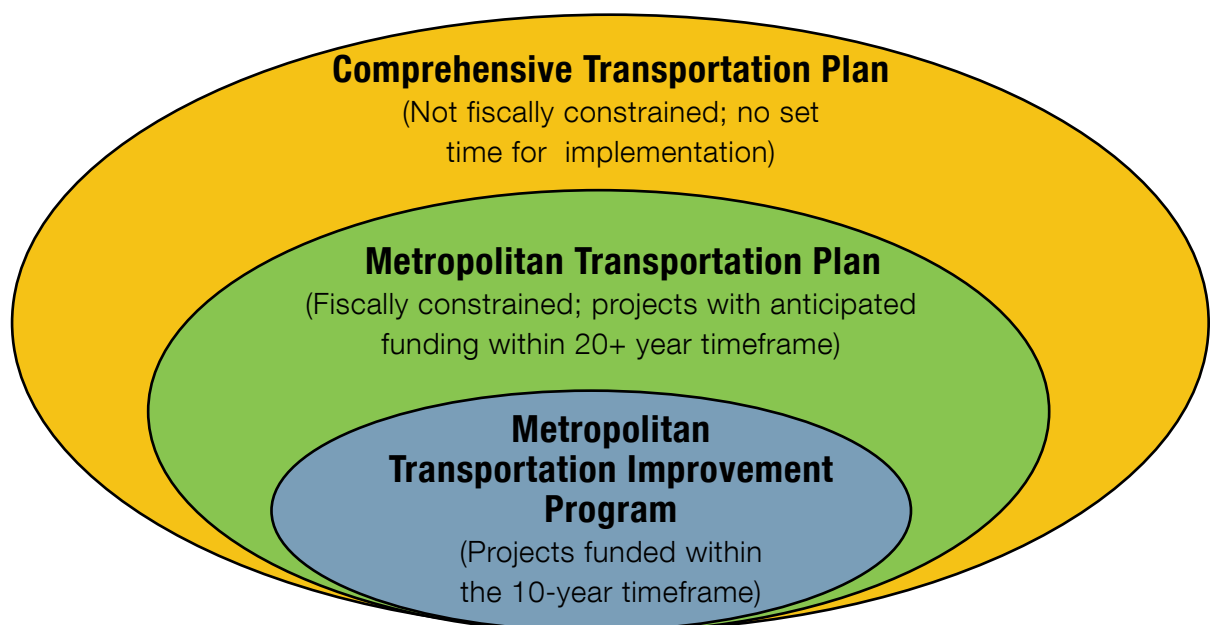 Comprehensive Transportation Plan
(Not fiscally constrained; no set
time for implementation)
Metropolitan Transportation Plan
(Fiscally constrained; projects with anticipated
funding within 20+ year timeframe)
Metropolitan
Transportation Improvement
Program
(Projects funded within
the 10-year timeframe)